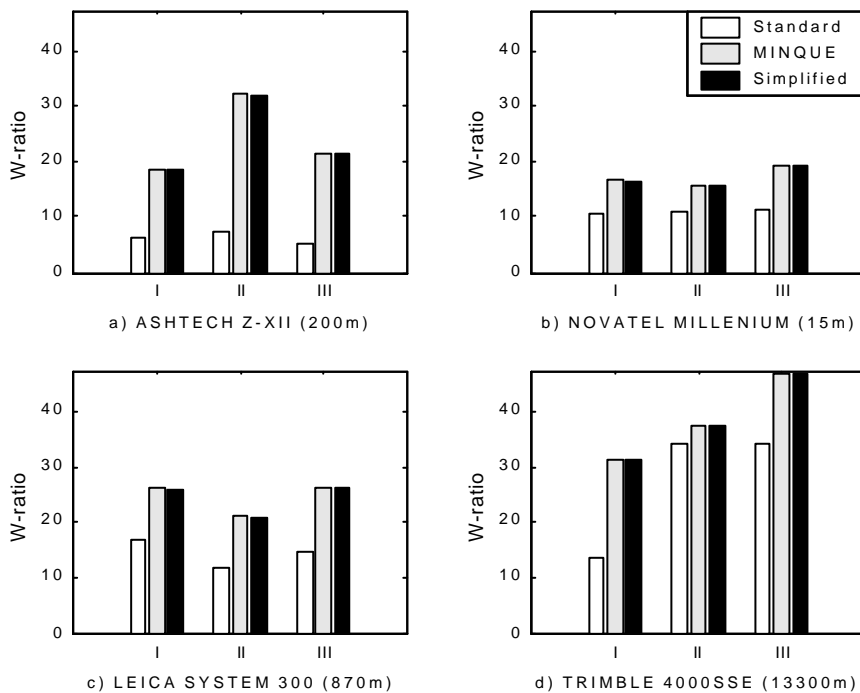 Standard
MINQUE
Simplified
W-ratio
40
30
20
10
0
I II III
a) ASHTECH Z-XII (200m)
W-ratio
40
30
20
10
0
I II III
b) NOVATEL MILLENIUM (15m)
W-ratio
40
30
20
10
0
I II III
c) LEICA SYSTEM 300 (870m)
W-ratio
40
30
20
10
0
I II III
d) TRIMBLE 4000SSE (13300m)